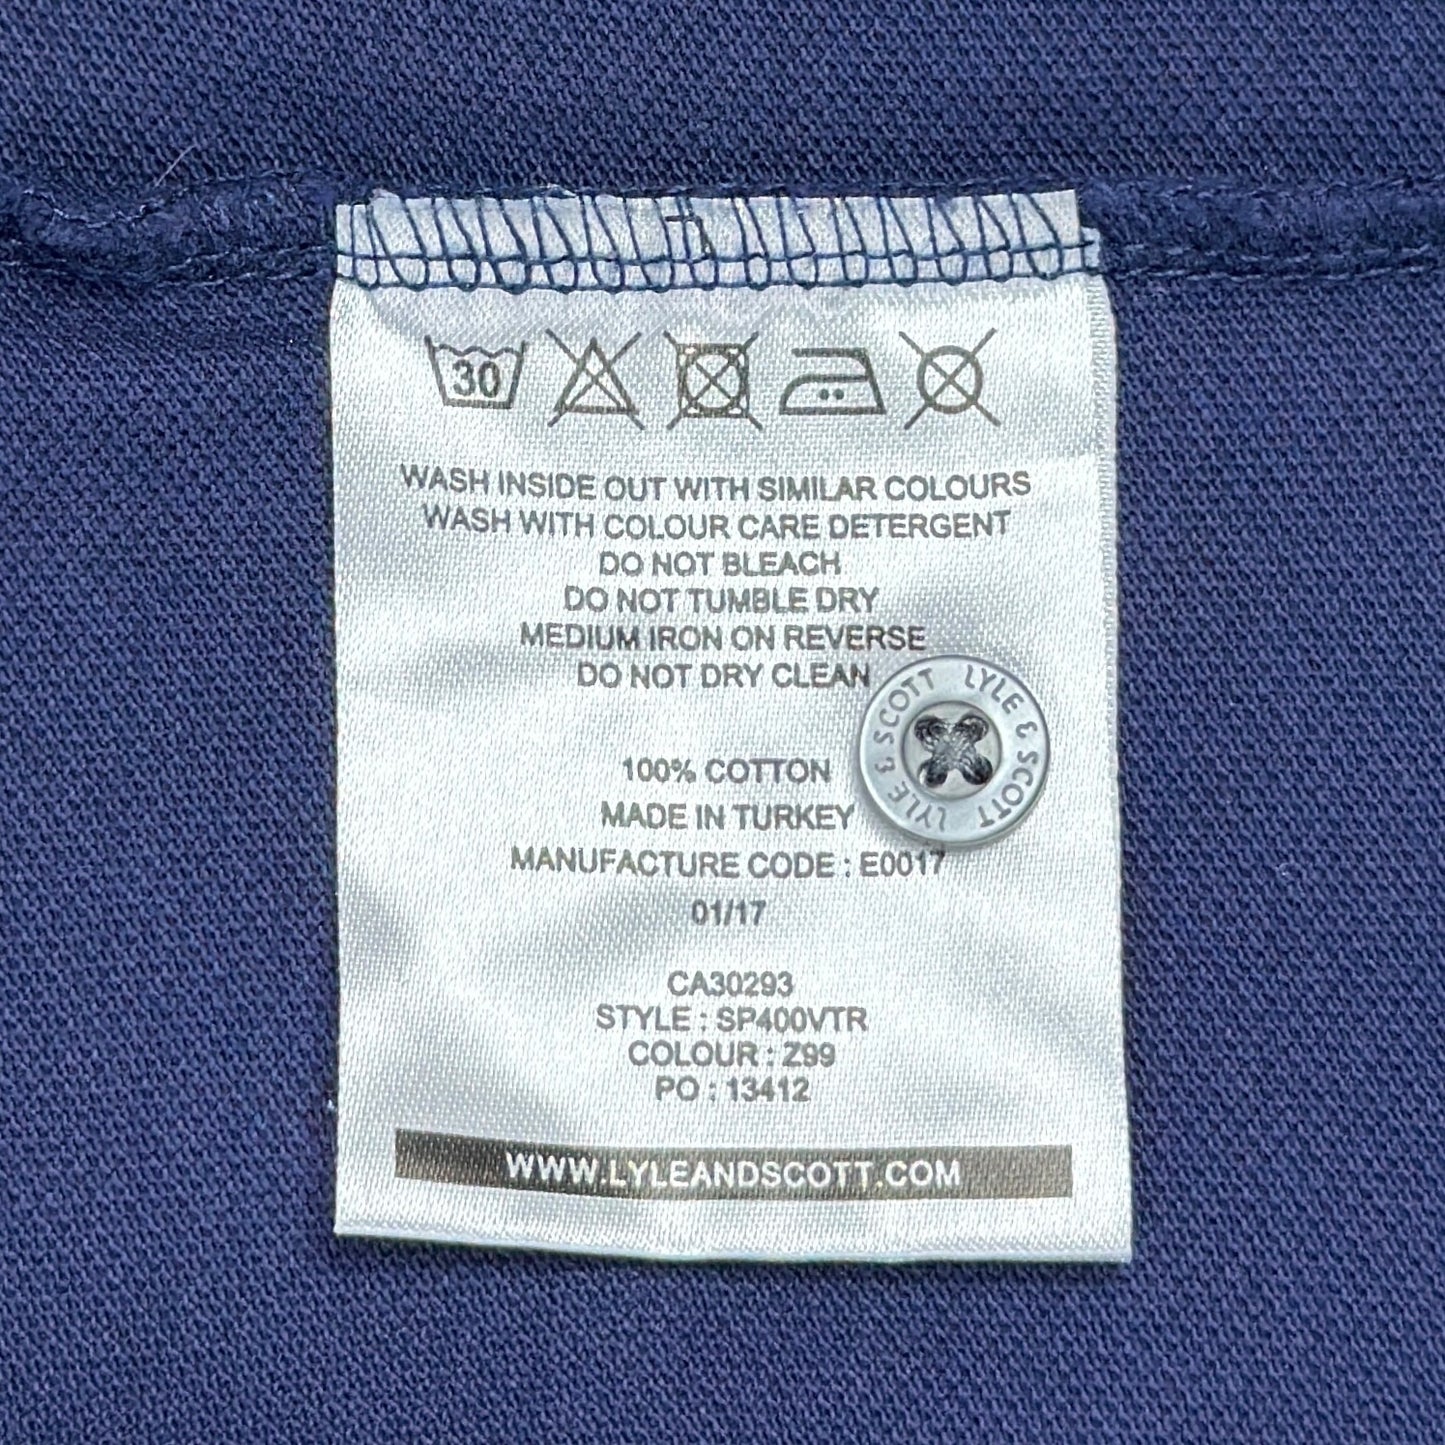 30
WASH INSIDE OUT WITH SIMILAR COLOURS
WASH WITH COLOUR CARE DETERGENT
DO NOT BLEACH
DO NOT TUMBLE DRY
MEDIUM IRON ON REVERSE
DO NOT DRY CLEAN
LYLE & SCOTT LYLE & SCOTT
100% COTTON
MADE IN TURKEY
MANUFACTURE CODE : E0017
01/17
CA30293
STYLE : SP400VTR
COLOUR : Z99
PO : 13412
WWW.LYLEANDSCOTT.COM